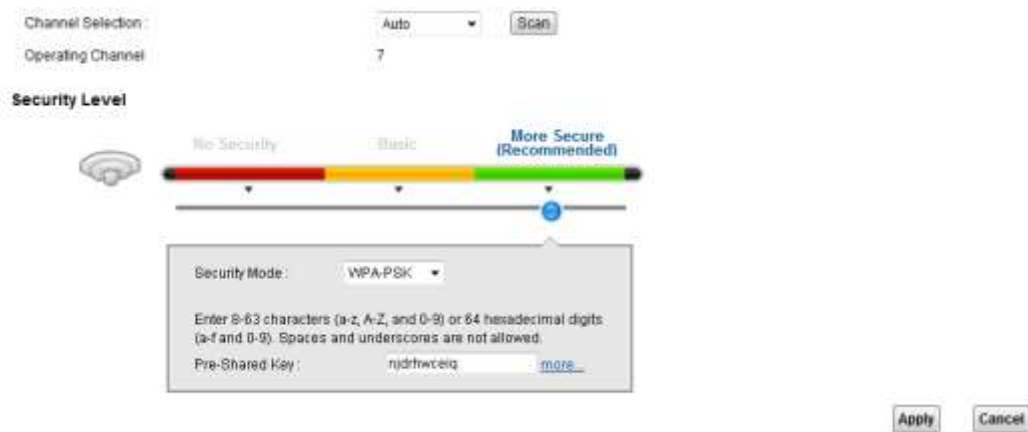 Channel Selection :
Auto
Scan
Operating Channel
7
Security Level
No Security
Basic
More Secure
(Recommended)
Security Mode :
WPA-PSK
Enter 8-63 characters (a-z, A-Z, and 0-9) or 64 hexadecimal digits
(a-f and 0-9). Spaces and underscores are not allowed.
Pre-Shared Key :
njdrhwceiq
more...
Apply
Cancel